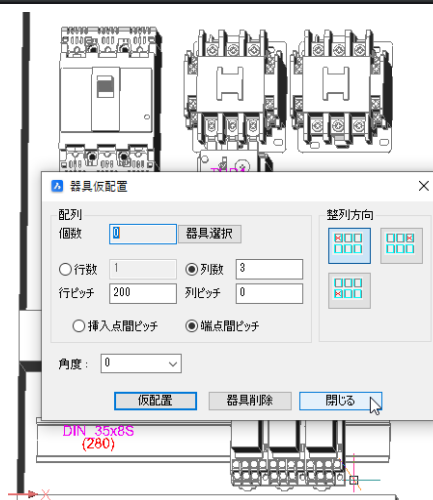 器具仮配置
配列
個数 0 器具選択
行数 1 列数 3
行ピッチ 200 列ピッチ 0
挿入点間ピッチ 端点間ピッチ
角度： 0
整列方向
仮配置 器具削除 閉じる
DIN_35x8S
(280)
X